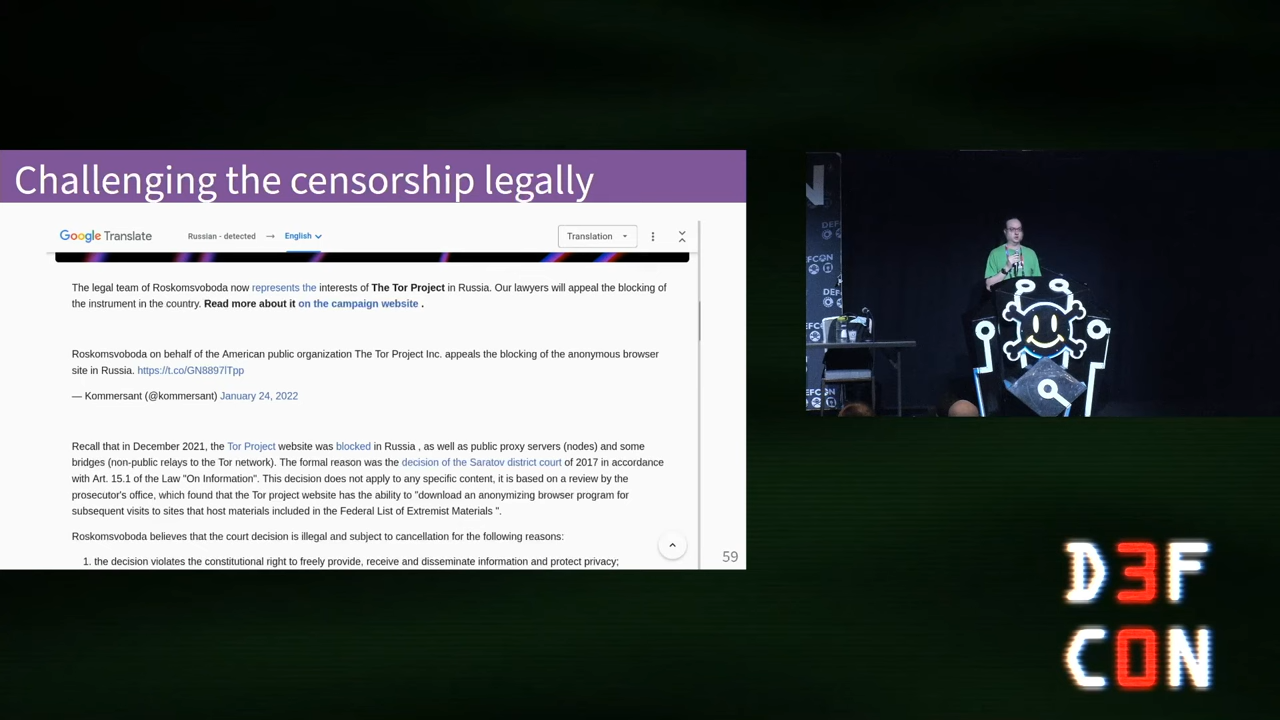 Challenging the censorship legally
Google Translate
Russian - detected → English
Translation
The legal team of Roskomsvoboda now represents the interests of The Tor Project in Russia. Our lawyers will appeal the blocking of
the instrument in the country. Read more about it on the campaign website .
Roskomsvoboda on behalf of the American public organization The Tor Project Inc. appeals the blocking of the anonymous browser
site in Russia. https://t.co/GN8897lTpp
— Kommersant (@kommersant) January 24, 2022
Recall that in December 2021, the Tor Project website was blocked in Russia , as well as public proxy servers (nodes) and some
bridges (non-public relays to the Tor network). The formal reason was the decision of the Saratov district court of 2017 in accordance
with Art. 15.1 of the Law "On Information". This decision does not apply to any specific content, it is based on a review by the
prosecutor's office, which found that the Tor project website has the ability to "download an anonymizing browser program for
subsequent visits to sites that host materials included in the Federal List of Extremist Materials ".
Roskomsvoboda believes that the court decision is illegal and subject to cancellation for the following reasons:
1. the decision violates the constitutional right to freely provide, receive and disseminate information and protect privacy;
59
D3F
C0N